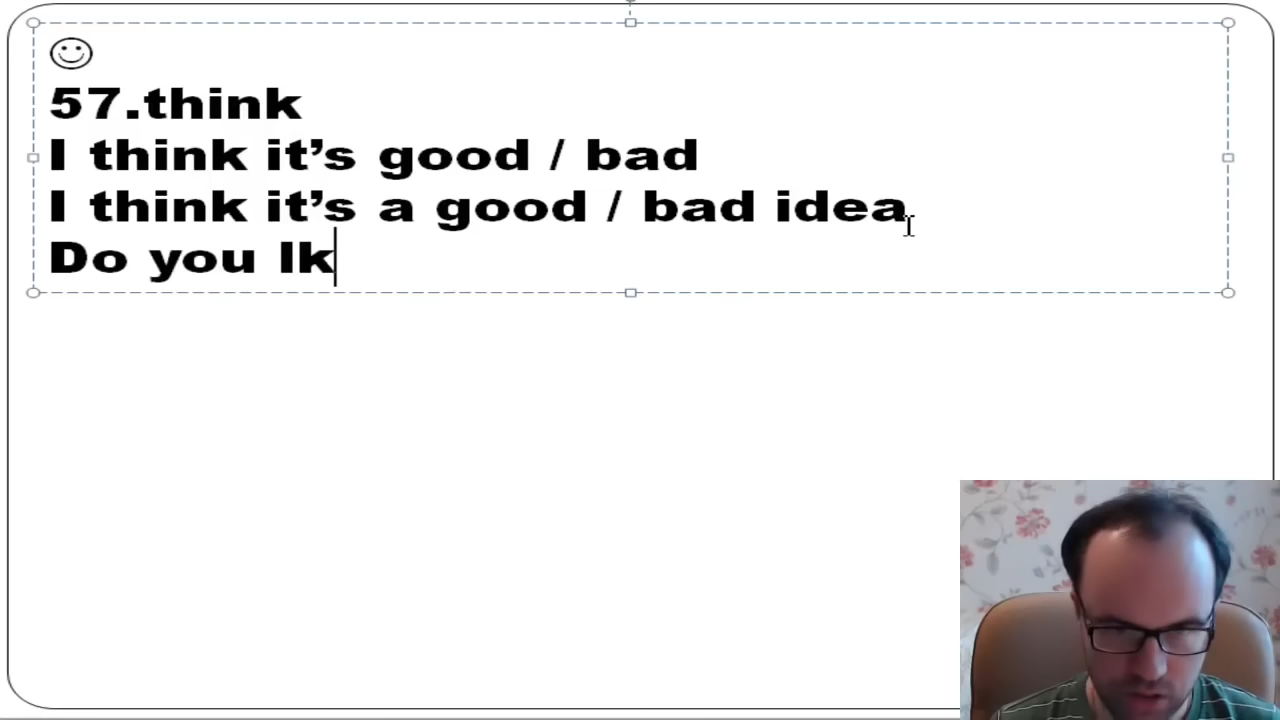 57.think
I think it’s good / bad
I think it’s a good / bad idea
Do you lk